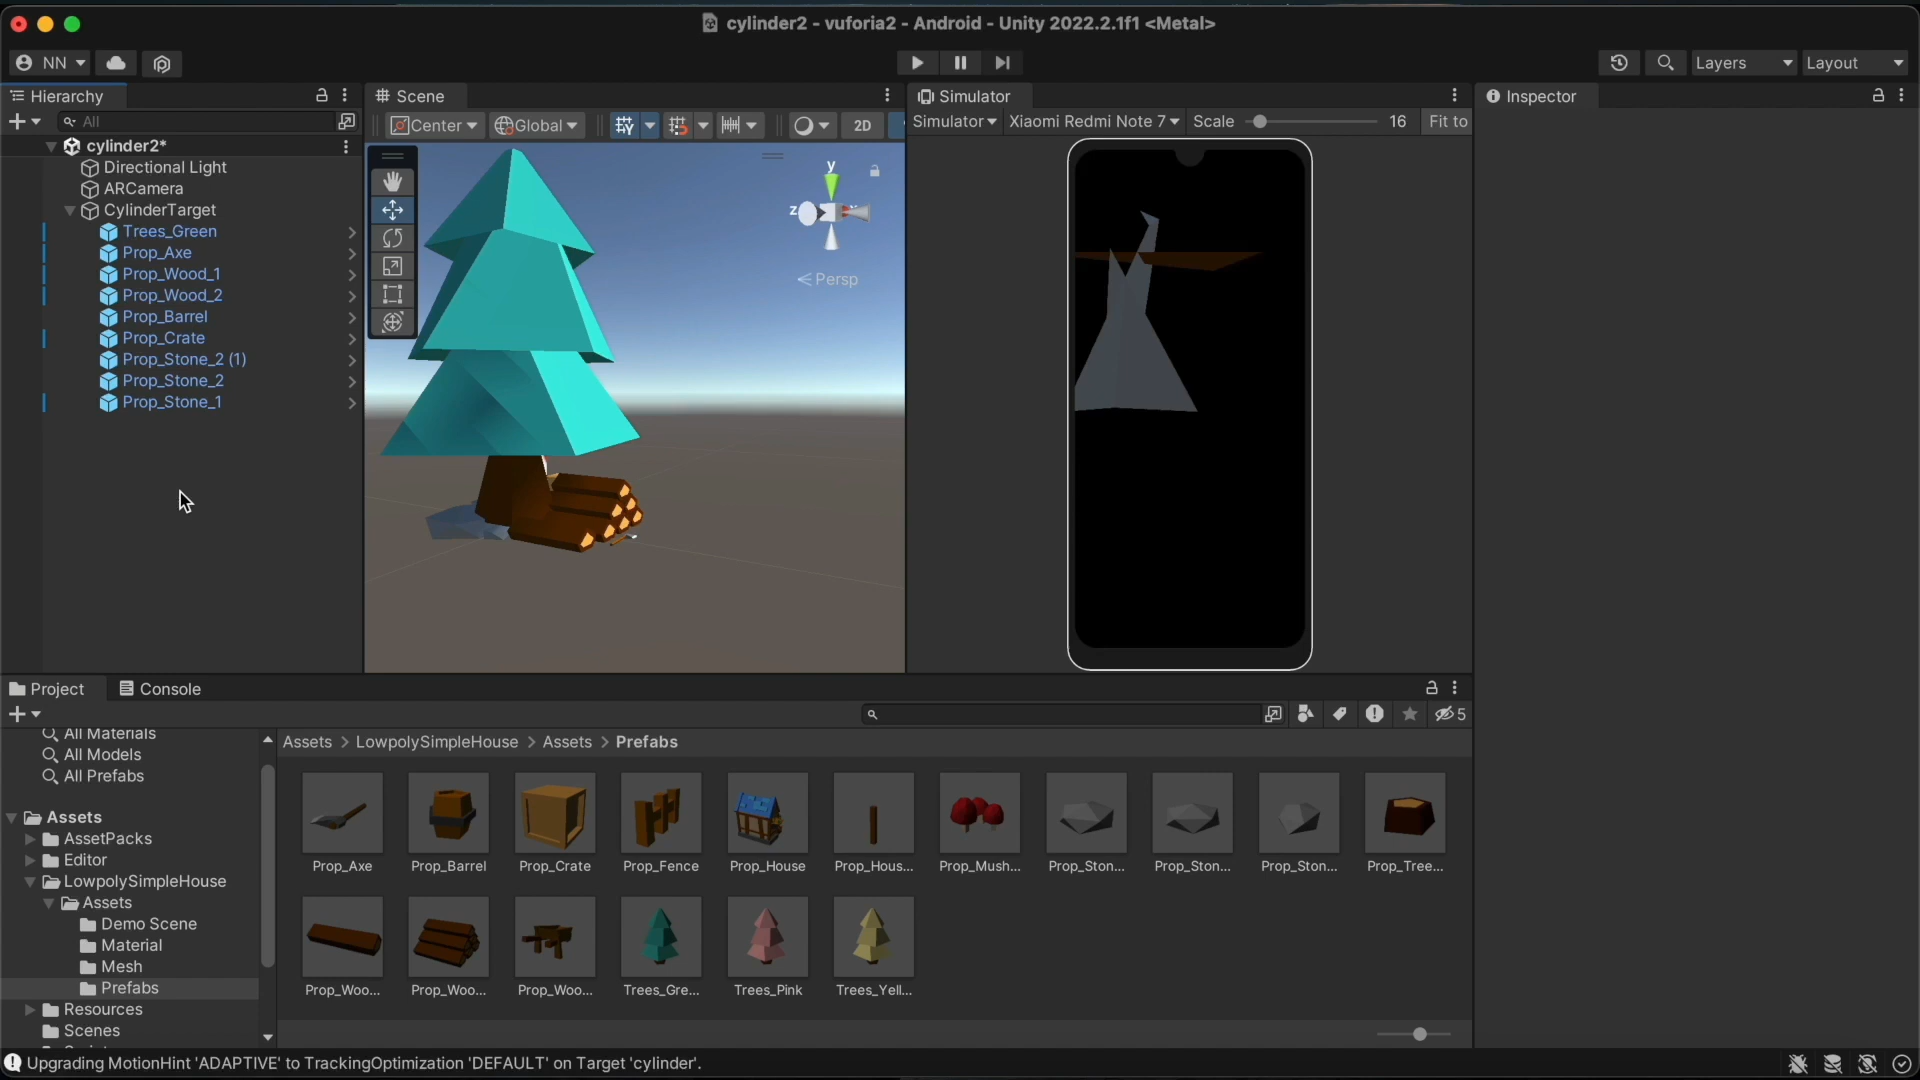 cylinder2 - vuforia2 - Android - Unity 2022.2.1f1 <Metal>
NN
Layers
Layout
Hierarchy
All
cylinder2*
Directional Light
ARCamera
CylinderTarget
Trees_Green
Prop_Axe
Prop_Wood_1
Prop_Wood_2
Prop_Barrel
Prop_Crate
Prop_Stone_2 (1)
Prop_Stone_2
Prop_Stone_1
Scene
Center
Global
2D
y
z
Persp
Simulator
Simulator
Xiaomi Redmi Note 7
Scale
16
Fit to
Inspector
Project
Console
5
All Materials
All Models
All Prefabs
Assets
AssetPacks
Editor
LowpolySimpleHouse
Assets
Demo Scene
Material
Mesh
Prefabs
Resources
Scenes
Assets > LowpolySimpleHouse > Assets > Prefabs
Prop_Axe
Prop_Barrel
Prop_Crate
Prop_Fence
Prop_House
Prop_Hous...
Prop_Mush...
Prop_Ston...
Prop_Ston...
Prop_Ston...
Prop_Tree...
Prop_Woo...
Prop_Woo...
Prop_Woo...
Trees_Gre...
Trees_Pink
Trees_Yell...
Upgrading MotionHint 'ADAPTIVE' to TrackingOptimization 'DEFAULT' on Target 'cylinder'.